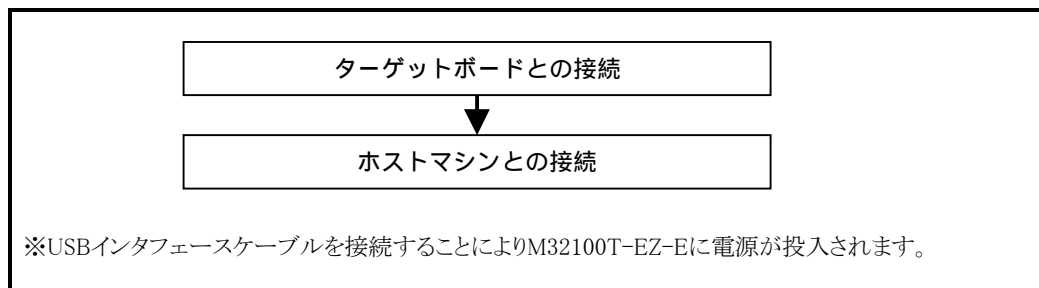 ターゲットボードとの接続
ホストマシンとの接続
※USBインタフェースケーブルを接続することによりM32100T-EZ-Eに電源が投入されます。